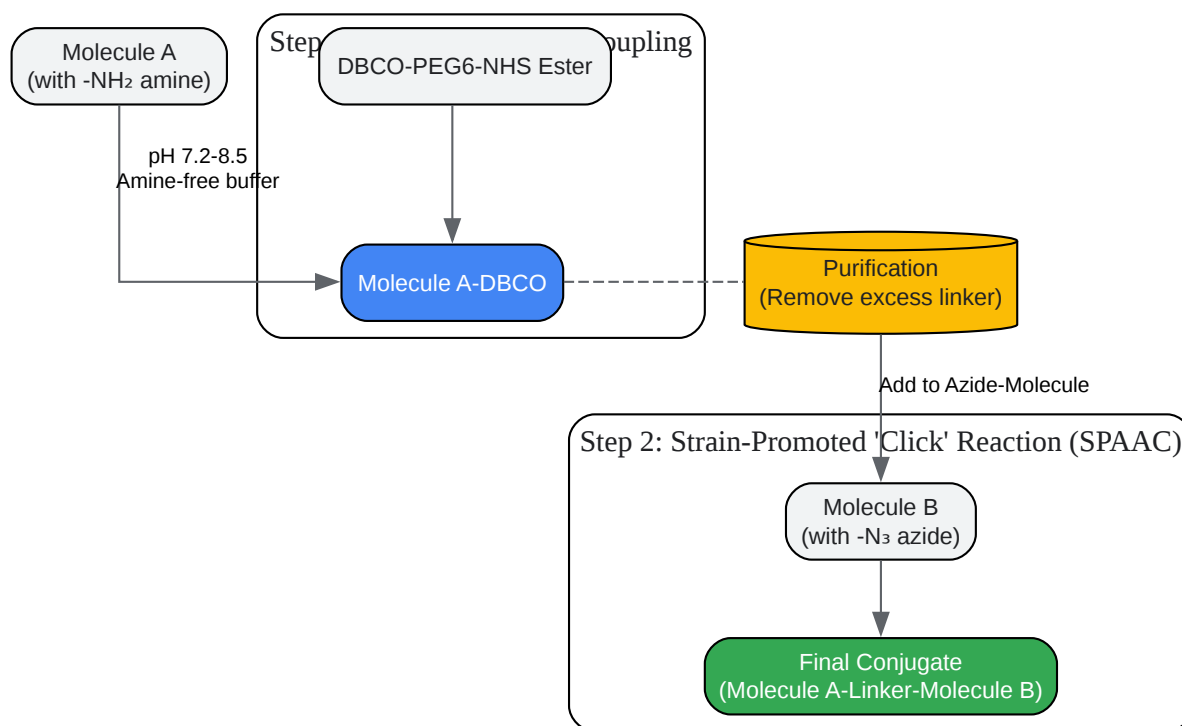 Molecule A
(with -NH₂ amine)
Step
oupling
DBCO-PEG6-NHS Ester
pH 7.2-8.5
Amine-free buffer
Molecule A-DBCO
Purification
(Remove excess linker)
Add to Azide-Molecule
Step 2: Strain-Promoted 'Click' Reaction (SPAAC)
Molecule B
(with -N₃ azide)
Final Conjugate
(Molecule A-Linker-Molecule B)